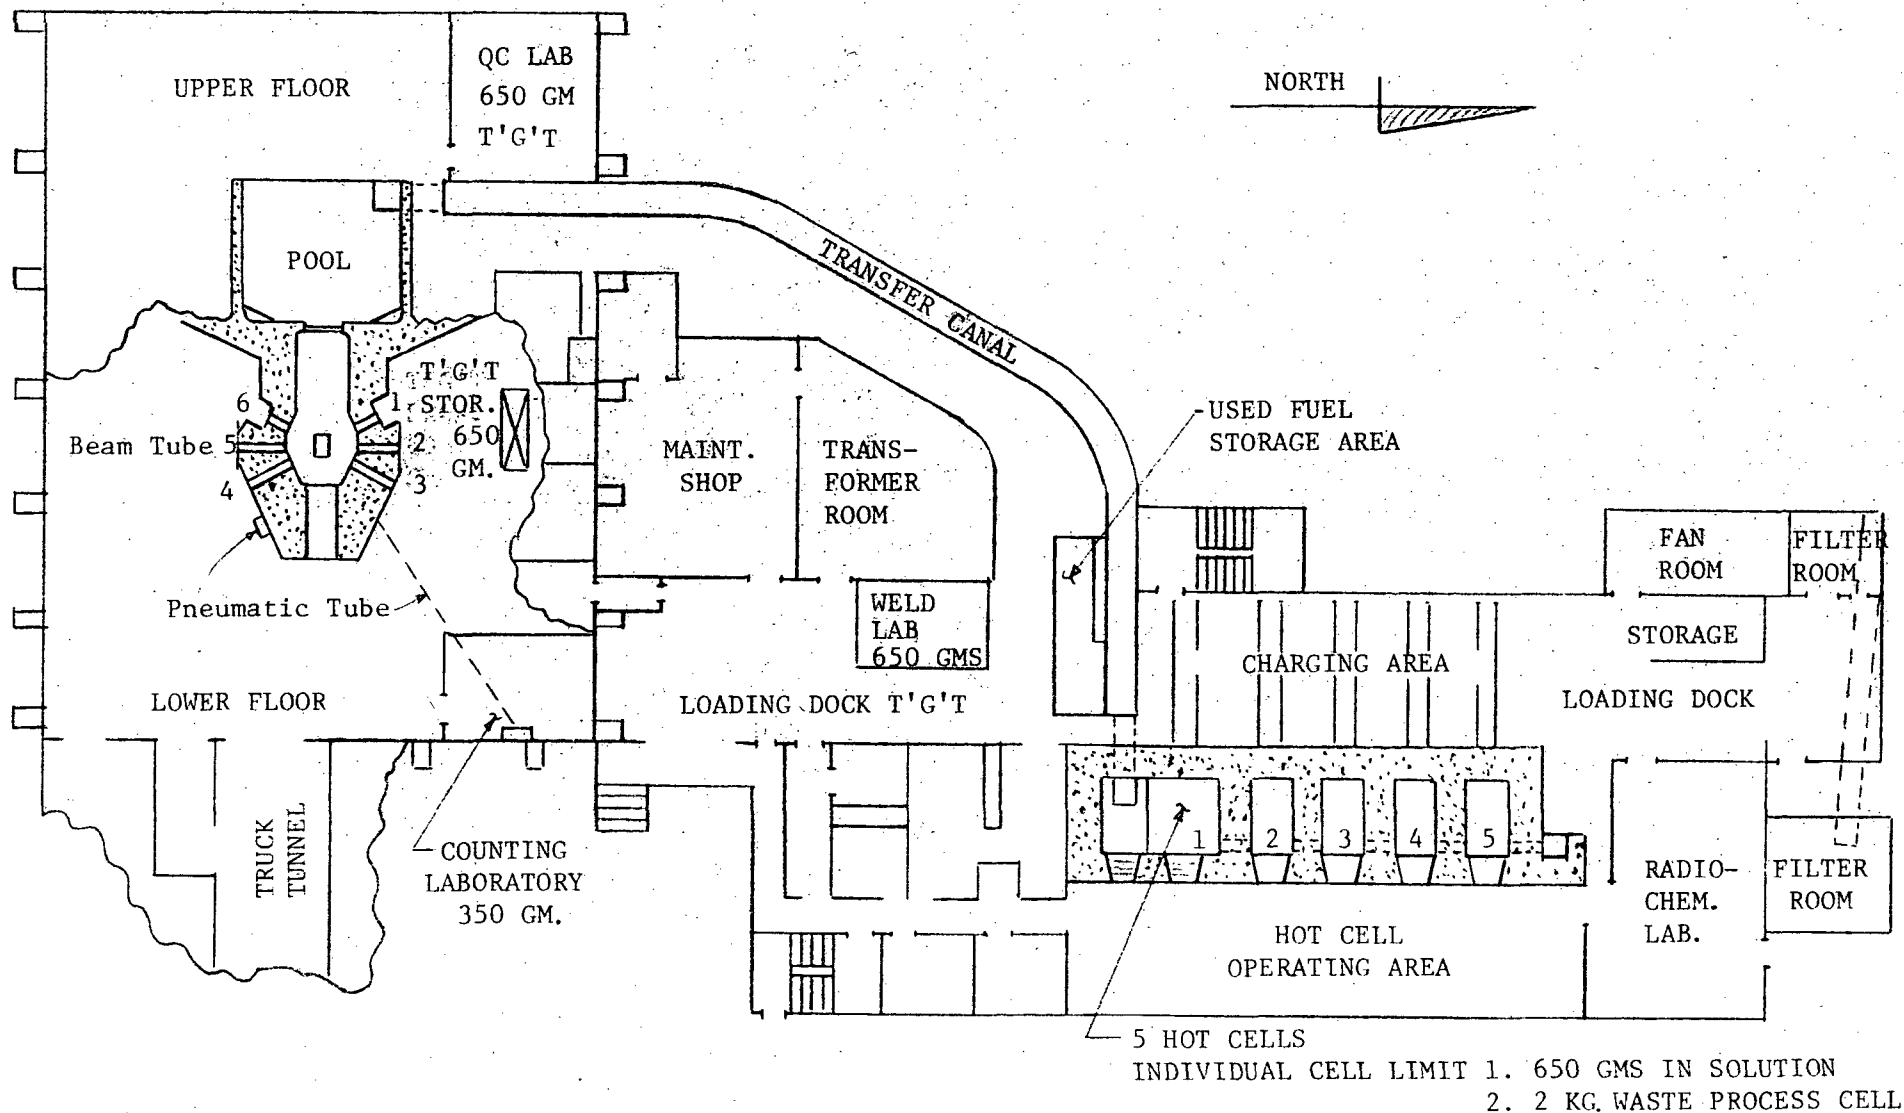 UPPER FLOOR
QC LAB
650 GM
T'G'T
NORTH
POOL
TRANSFER CANAL
T'G'T
STOR.
650
GM.
6
1
Beam Tube 5
2
4
3
Pneumatic Tube
MAINT.
SHOP
TRANS-
FORMER
ROOM
USED FUEL
STORAGE AREA
WELD
LAB
650 GMS
FAN
ROOM
FILTER
ROOM
STORAGE
CHARGING AREA
LOADING DOCK
LOWER FLOOR
LOADING DOCK T'G'T
TRUCK
TUNNEL
COUNTING
LABORATORY
350 GM.
1
2
3
4
5
RADIO-
CHEM.
LAB.
FILTER
ROOM
HOT CELL
OPERATING AREA
5 HOT CELLS
INDIVIDUAL CELL LIMIT 1. 650 GMS IN SOLUTION
2. 2 KG. WASTE PROCESS CELL